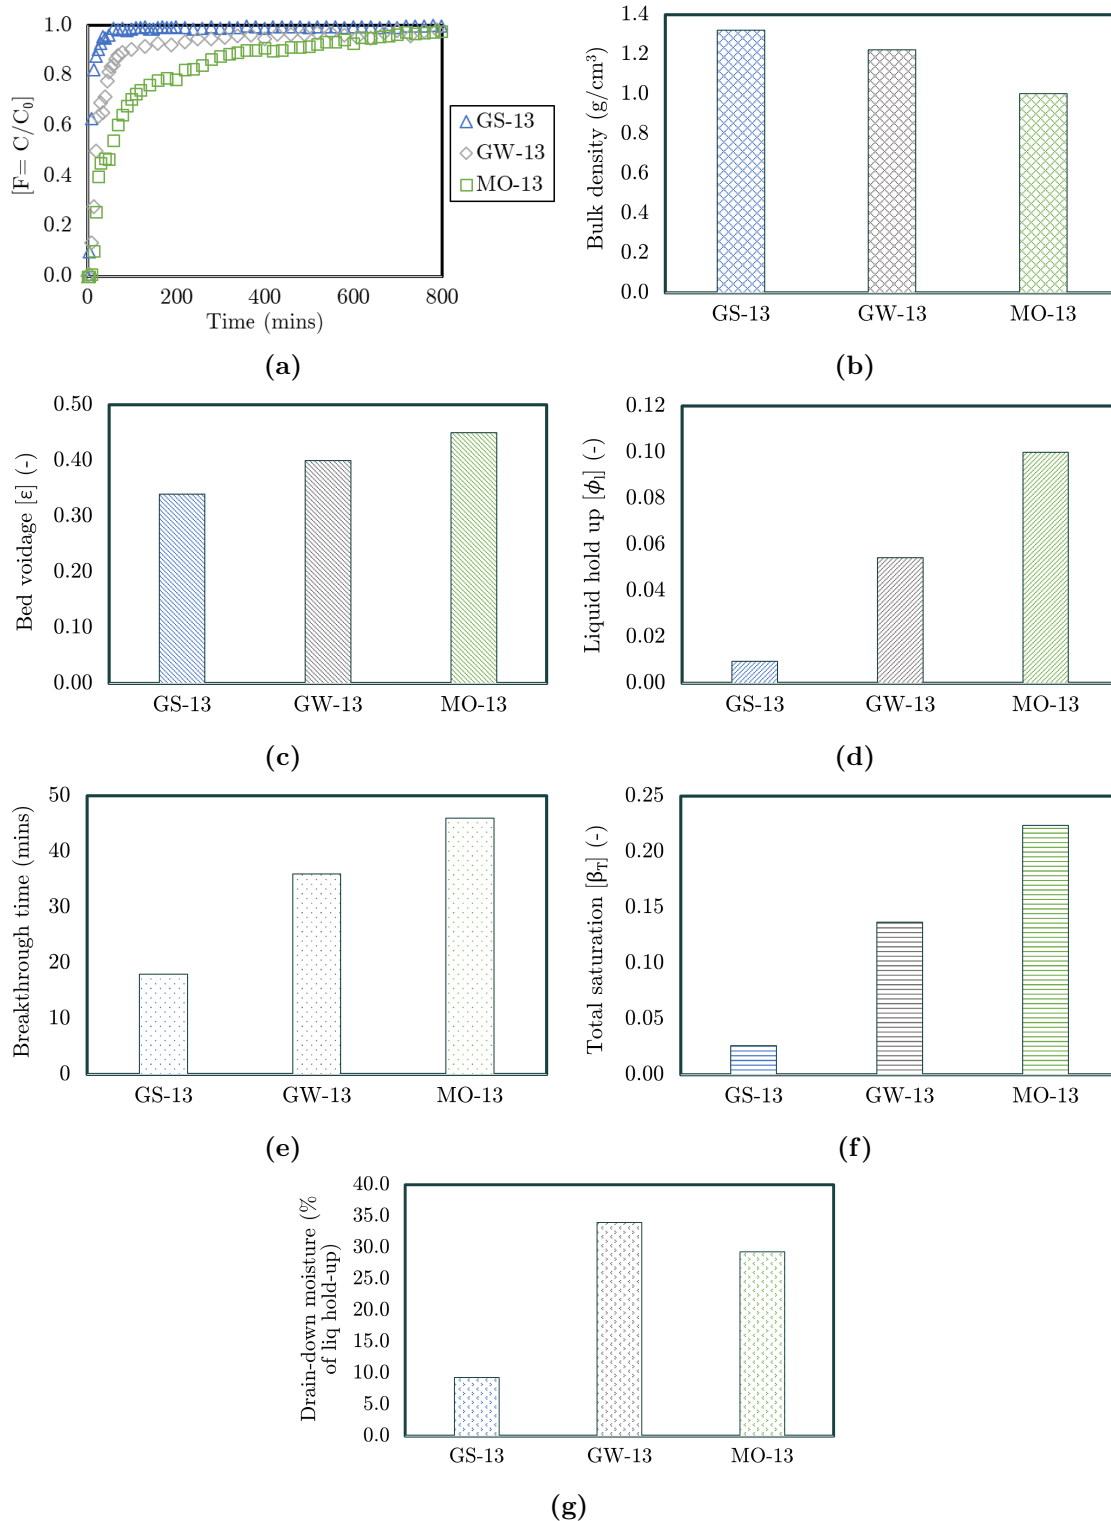 [F= C/C₀]
1.0
0.8
0.6
0.4
0.2
0.0
0 200 400 600 800
Time (mins)
GS-13
GW-13
MO-13
(a)
Bulk density (g/cm³)
1.4
1.2
1.0
0.8
0.6
0.4
0.2
0.0
GS-13 GW-13 MO-13
(b)
Bed voidage [ε] (-)
0.50
0.40
0.30
0.20
0.10
0.00
GS-13 GW-13 MO-13
(c)
Liquid hold up [ϕₗ] (-)
0.12
0.10
0.08
0.06
0.04
0.02
0.00
GS-13 GW-13 MO-13
(d)
Breakthrough time (mins)
50
40
30
20
10
0
GS-13 GW-13 MO-13
(e)
Total saturation [β_T] (-)
0.25
0.20
0.15
0.10
0.05
0.00
GS-13 GW-13 MO-13
(f)
Drain-down moisture (%
of liq hold-up)
40.0
35.0
30.0
25.0
20.0
15.0
10.0
5.0
0.0
GS-13 GW-13 MO-13
(g)